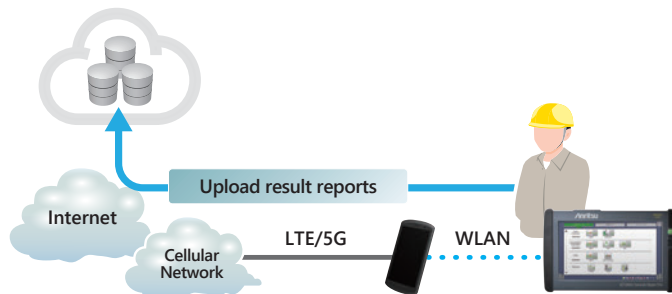 Upload result reports
Internet
Cellular
Network
LTE/5G
WLAN
Anritsu